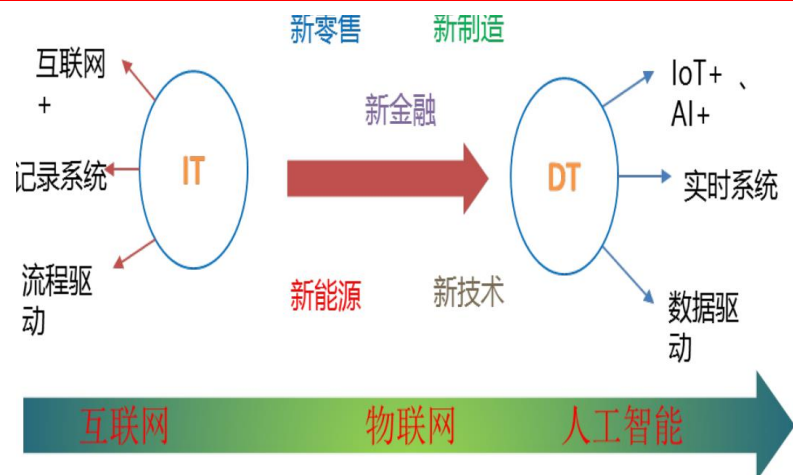 新零售
新制造
互联网
+
IoT+ 、
AI+
新金融
记录系统
IT
DT
实时系统
流程驱
动
新能源
新技术
数据驱
动
互联网
物联网
人工智能